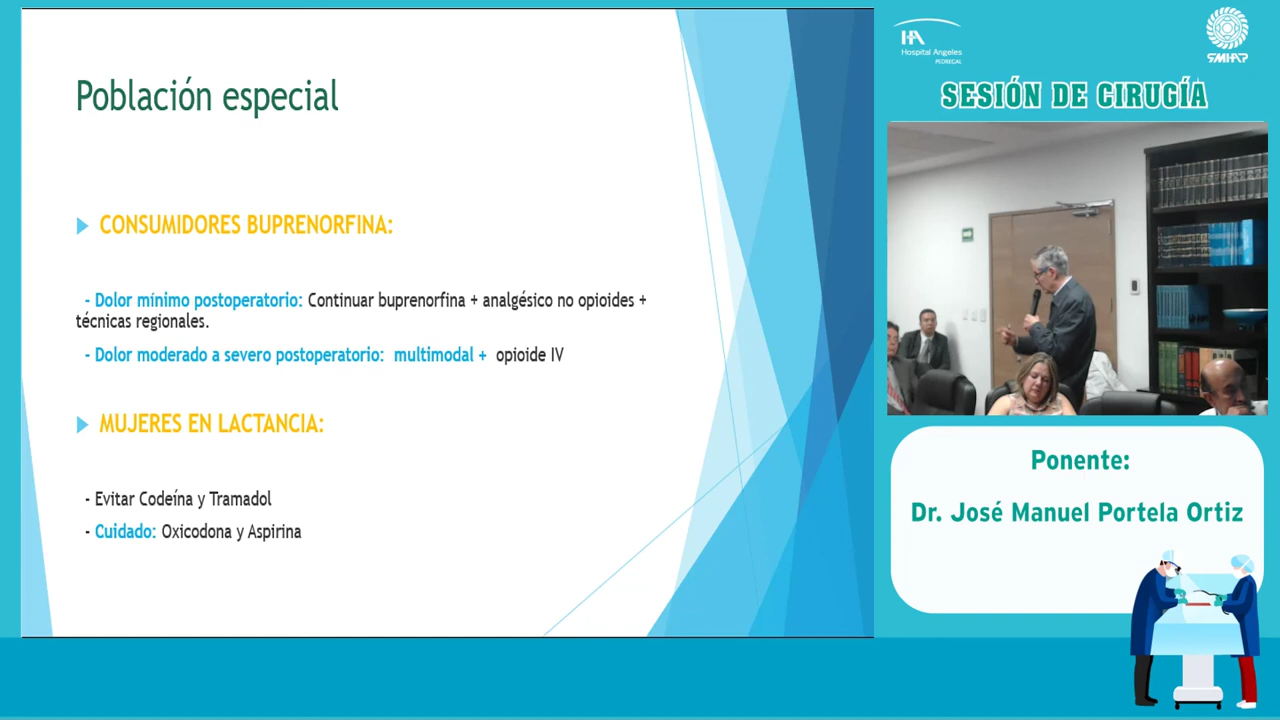 Población especial
CONSUMIDORES BUPRENORFINA:
- Dolor mínimo postoperatorio: Continuar buprenorfina + analgésico no opioides +
técnicas regionales.
- Dolor moderado a severo postoperatorio: multimodal + opioide IV
MUJERES EN LACTANCIA:
- Evitar Codeína y Tramadol
- Cuidado: Oxicodona y Aspirina
Hospital Angeles
PEDREGAL
SMHAP
SESIÓN DE CIRUGÍA
Ponente:
Dr. José Manuel Portela Ortiz